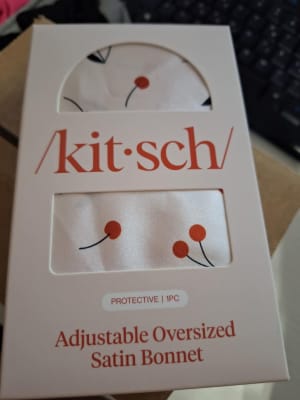 /kit·sch/
PROTECTIVE | 1PC
Adjustable Oversized
Satin Bonnet